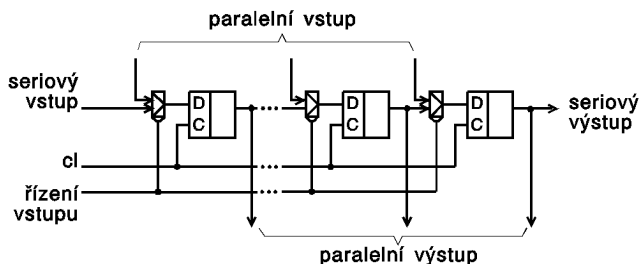 paralelní vstup
seriový
vstup
D
C
D
C
D
C
seriový
výstup
cl
řízení
vstupu
paralelní výstup